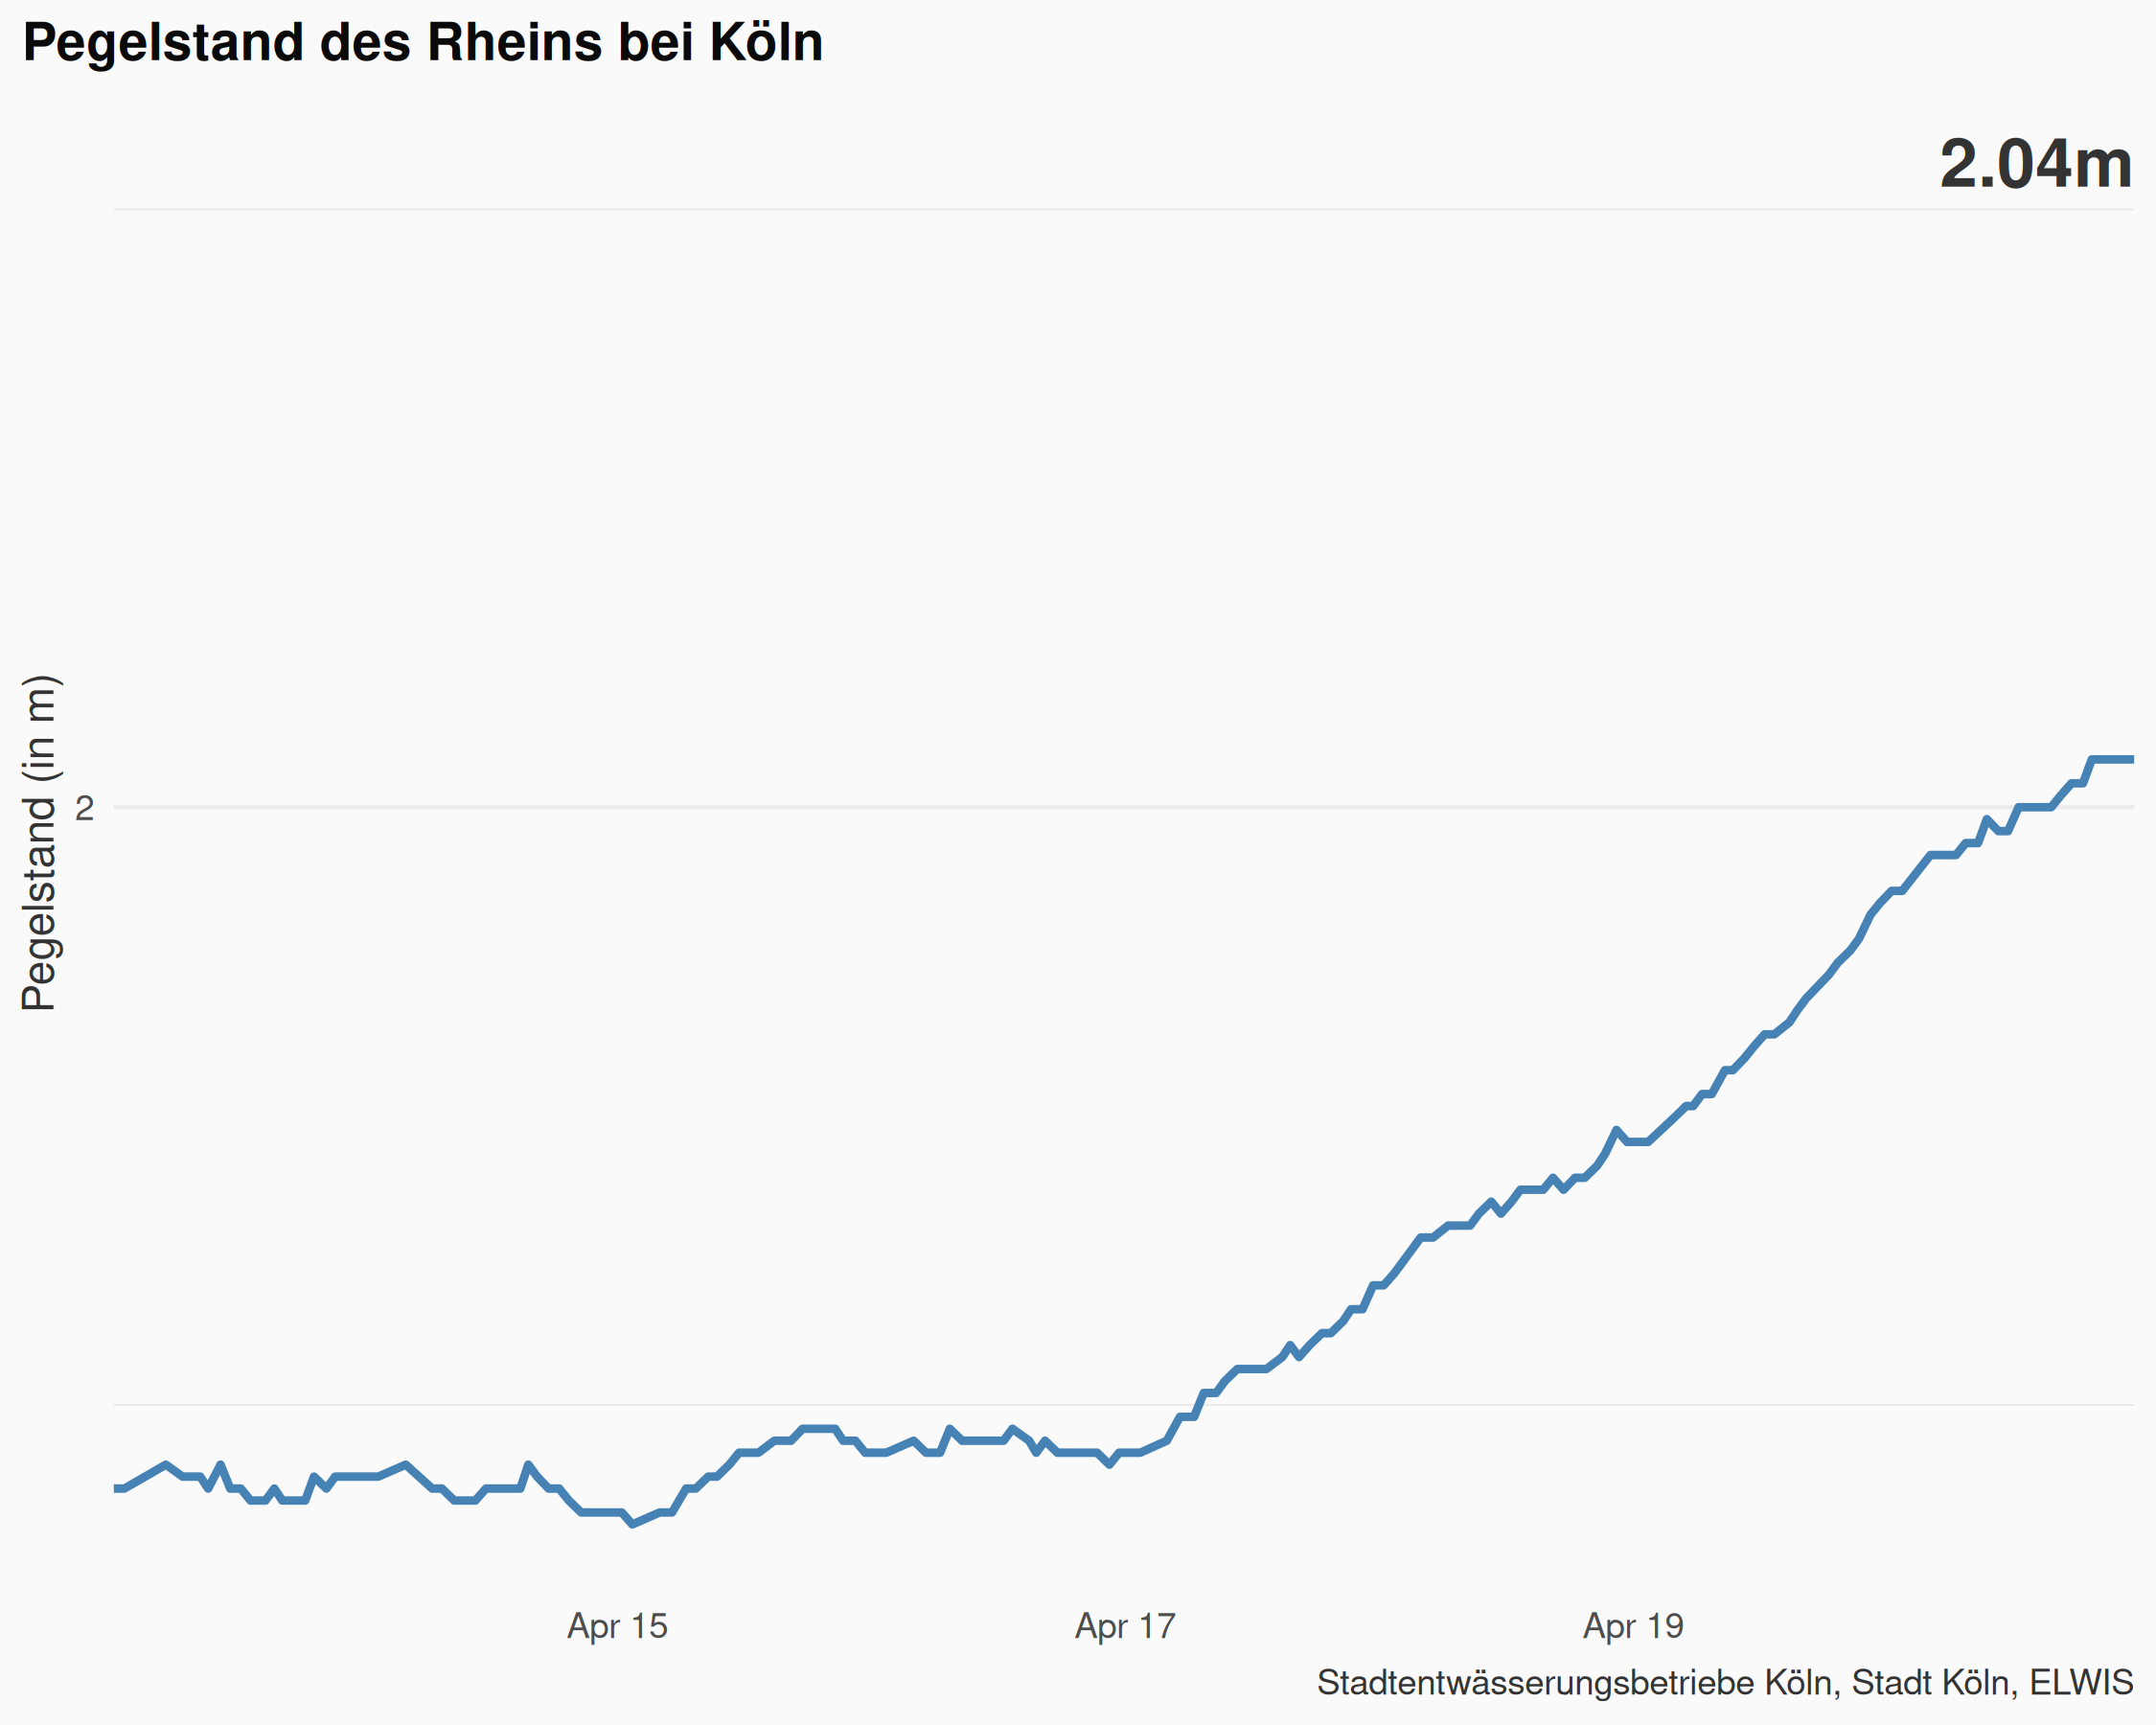 Pegelstand des Rheins bei Köln
2.04m
Pegelstand (in m)
2
Apr 15
Apr 17
Apr 19
Stadtentwässerungsbetriebe Köln, Stadt Köln, ELWIS